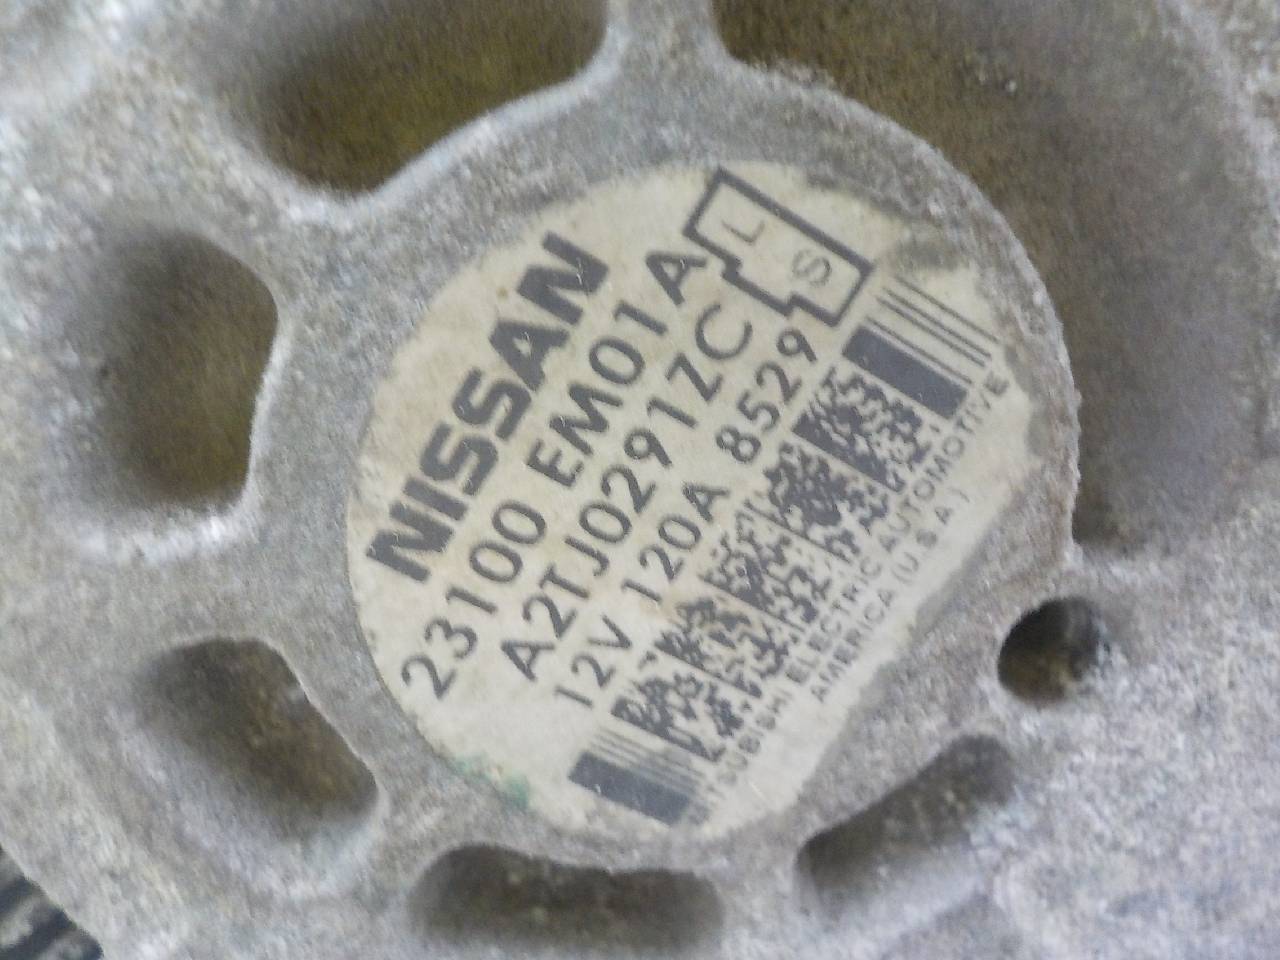 NISSAN
23100 EM01A
A2TJ0291ZC
12V 120A 8529
L
S
MITSUBISHI ELECTRIC AUTOMOTIVE
AMERICA (U.S.A.)